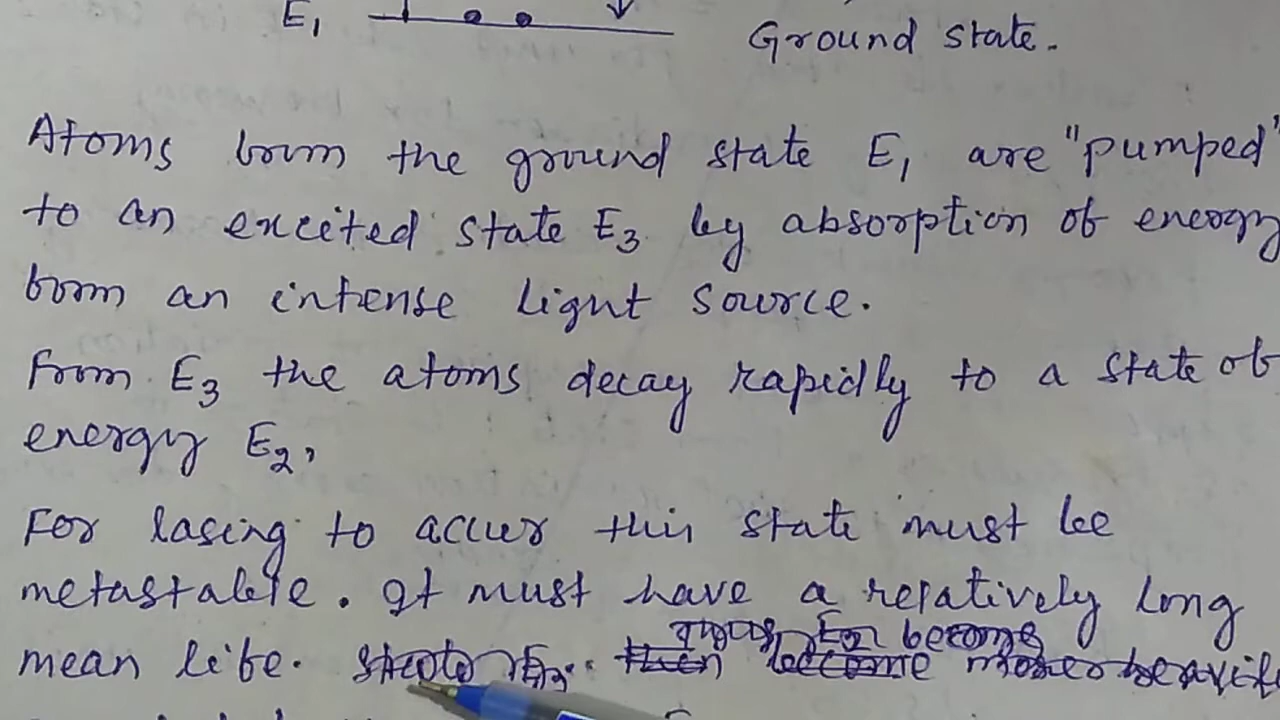 E₁
Ground state.
Atoms from the ground state E₁ are "pumped"
to an excited state E₃ by absorption of energy
from an intense light source.
From E₃ the atoms decay rapidly to a state of
energy E₂,
For lasing to accur this state must be
metastable. It must have a relatively long
mean life.